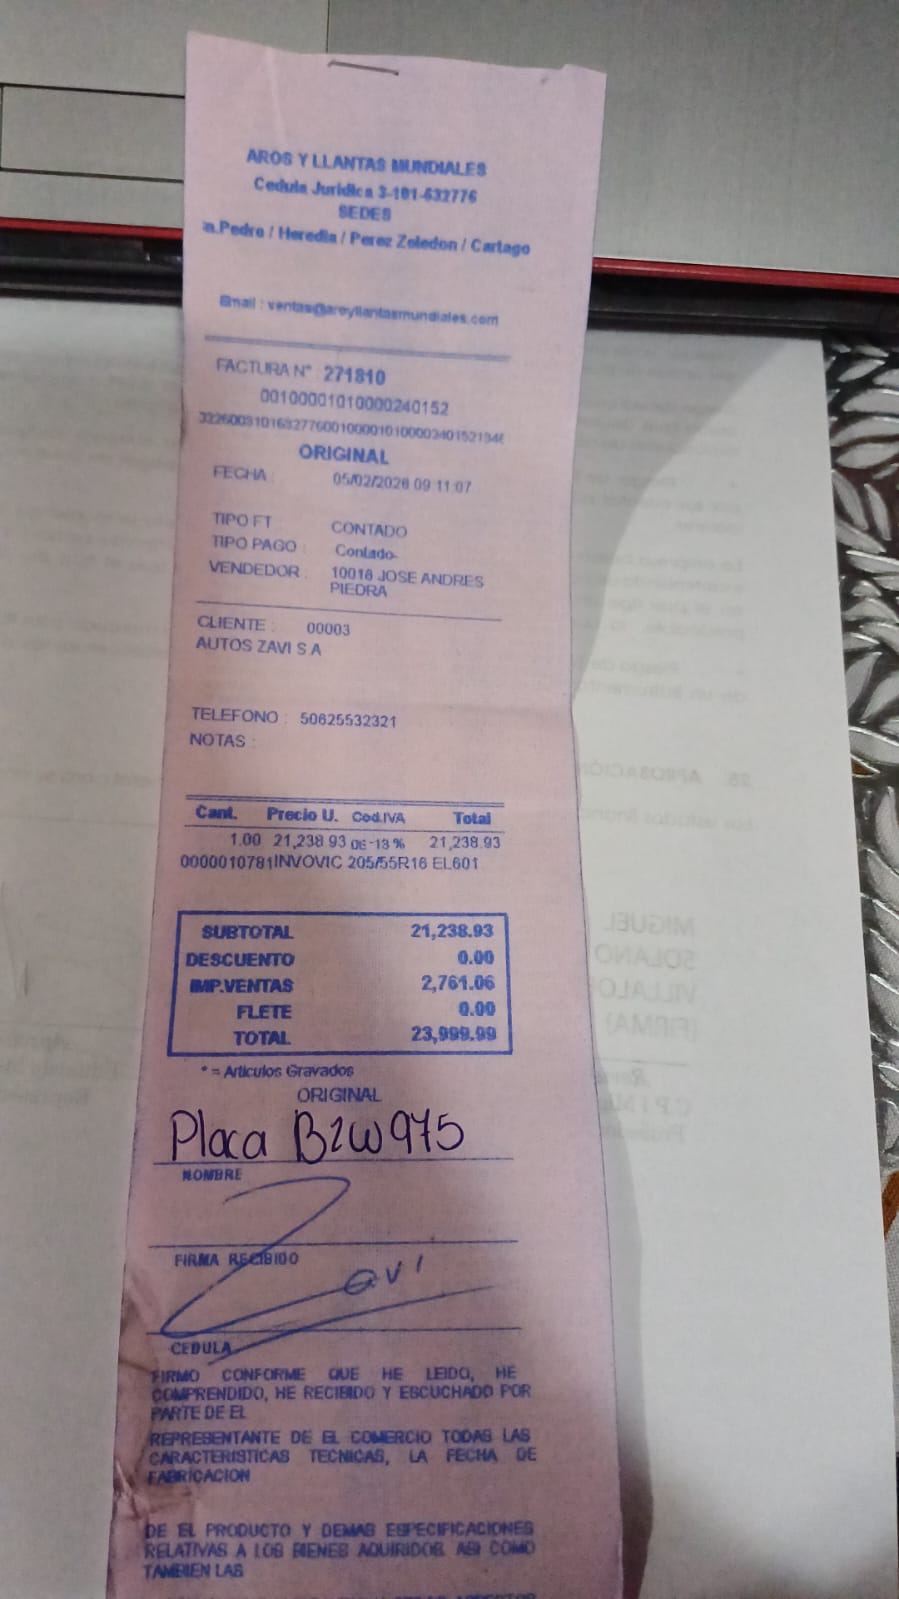 AROS Y LLANTAS MUNDIALES
Cedula Juridica 3-101-632776
SEDES
n.Pedro / Heredia / Perez Zeledon / Cartago
Email : ventas@aroyllantasmundiales.com
FACTURA N° 271810
00100001010000240152
ORIGINAL
FECHA : 05/02/2026 09:11:07
TIPO FT CONTADO
TIPO PAGO : Contado-
VENDEDOR : 10016 JOSE ANDRES
PIEDRA
CLIENTE : 00003
AUTOS ZAVI S A
TELEFONO : 50625532321
NOTAS :
Cant. Precio U. Cod.IVA Total
1.00 21,238.93 08-13 % 21,238.93
0000010781 INVOVIC 205/55R16 EL601
SUBTOTAL 21,238.93
DESCUENTO 0.00
IMP.VENTAS 2,761.06
FLETE 0.00
TOTAL 23,999.99
* = Articulos Gravados
ORIGINAL
Placa BZW975
NOMBRE
FIRMA RECIBIDO
Zavi
CEDULA
FIRMO CONFORME QUE HE LEIDO, HE
COMPRENDIDO, HE RECIBIDO Y ESCUCHADO POR
PARTE DE EL
REPRESENTANTE DE EL COMERCIO TODAS LAS
CARACTERISTICAS TECNICAS, LA FECHA DE
FABRICACION
DE EL PRODUCTO Y DEMAS ESPECIFICACIONES
RELATIVAS A LOS BIENES ADQUIRIDOS. ASI COMO
TAMBIEN LAS